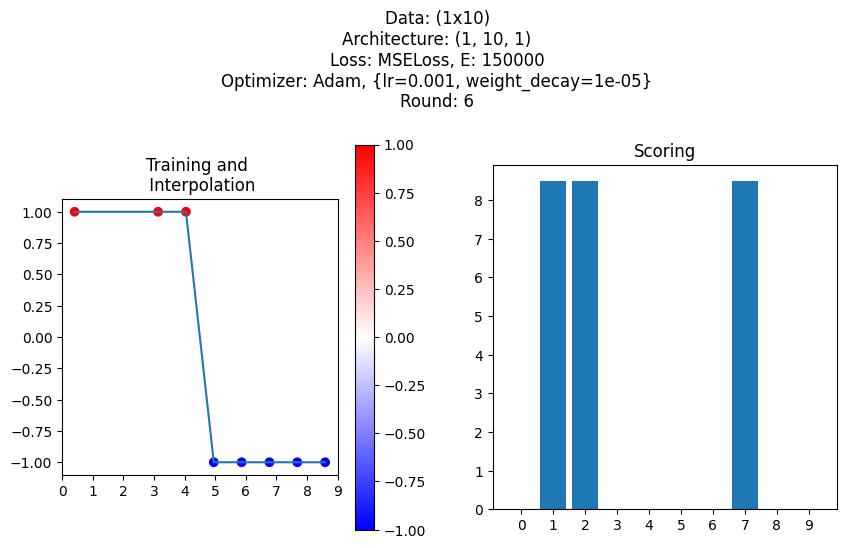 Data: (1x10)
Architecture: (1, 10, 1)
Loss: MSELoss, E: 150000
Optimizer: Adam, {lr=0.001, weight_decay=1e-05}
Round: 6
Training and
Interpolation
1.00
0.75
0.50
0.25
0.00
−0.25
−0.50
−0.75
−1.00
0 1 2 3 4 5 6 7 8 9
1.00
0.75
0.50
0.25
0.00
−0.25
−0.50
−0.75
−1.00
Scoring
8
7
6
5
4
3
2
1
0
0 1 2 3 4 5 6 7 8 9